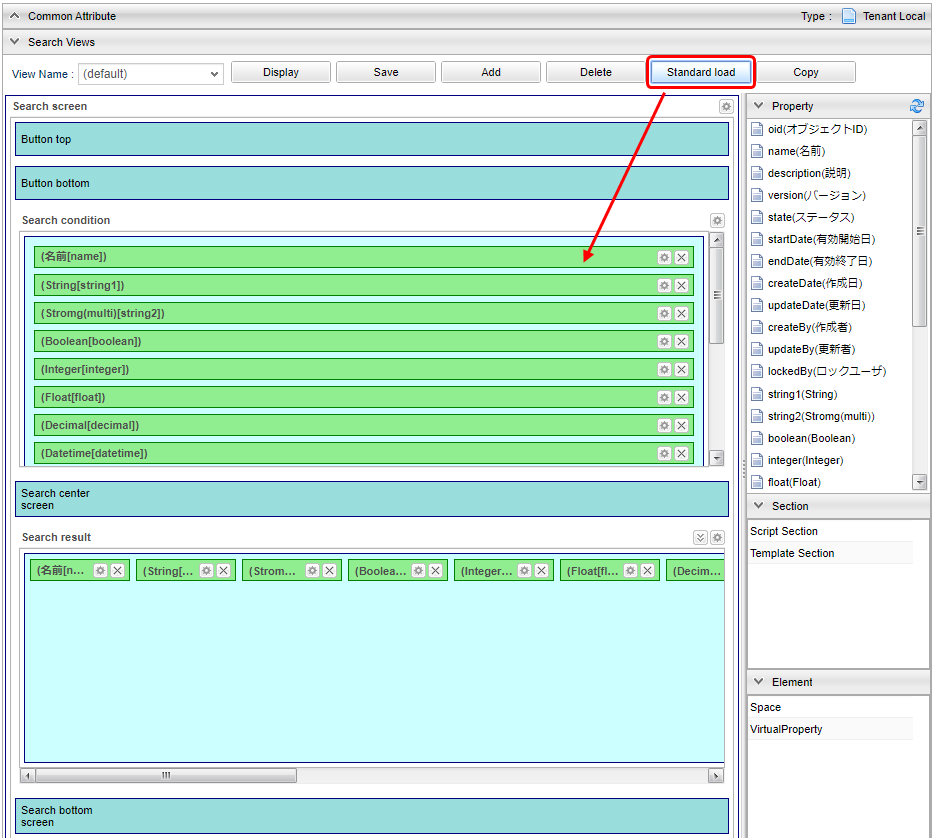 Common Attribute
Type : Tenant Local
Search Views
View Name : (default)
Display
Save
Add
Delete
Standard load
Copy
Search screen
Button top
Button bottom
Search condition
(名前[name])
(String[string1])
(Stromg(multi)[string2])
(Boolean[boolean])
(Integer[integer])
(Float[float])
(Decimal[decimal])
(Datetime[datetime])
Search center
screen
Search result
(名前[n...
(String[...
(Strom...
(Boolea...
(Integer...
(Float[fl...
(Decim...
Search bottom
screen
Property
oid(オブジェクトID)
name(名前)
description(説明)
version(バージョン)
state(ステータス)
startDate(有効開始日)
endDate(有効終了日)
createDate(作成日)
updateDate(更新日)
createBy(作成者)
updateBy(更新者)
lockedBy(ロックユーザ)
string1(String)
string2(Stromg(multi))
boolean(Boolean)
integer(Integer)
float(Float)
Section
Script Section
Template Section
Element
Space
VirtualProperty